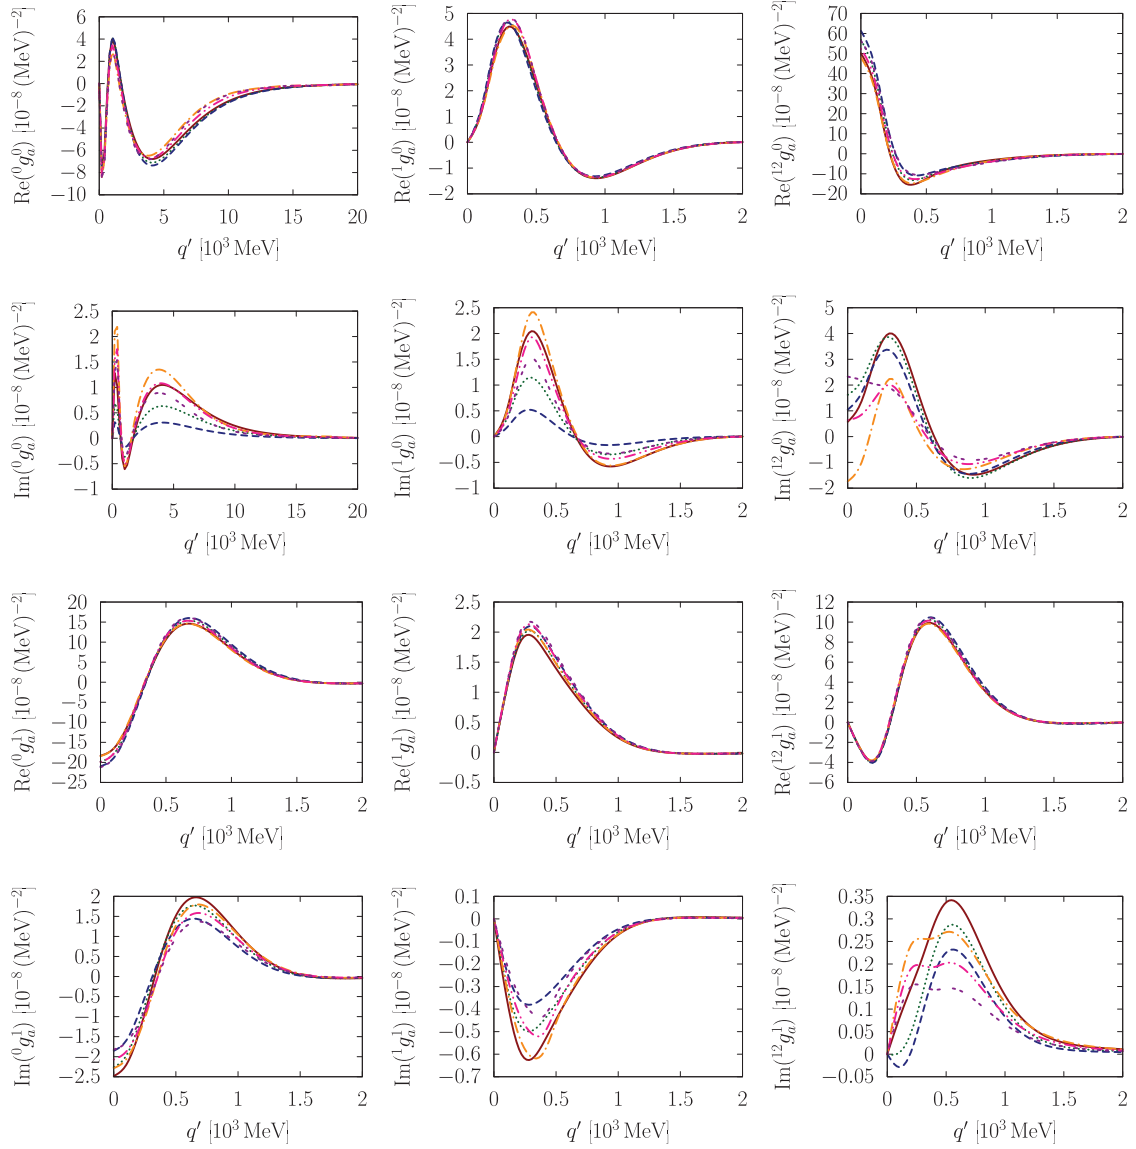 Re(⁰gₐ⁰) [10⁻⁸ (MeV)⁻²]
6
4
2
0
−2
−4
−6
−8
−10
0 5 10 15 20
q′ [10³ MeV]
Re(¹gₐ⁰) [10⁻⁸ (MeV)⁻²]
5
4
3
2
1
0
−1
−2
0 0.5 1 1.5 2
q′ [10³ MeV]
Re(¹²gₐ⁰) [10⁻⁸ (MeV)⁻²]
70
60
50
40
30
20
10
0
−10
−20
0 0.5 1 1.5 2
q′ [10³ MeV]
Im(⁰gₐ⁰) [10⁻⁸ (MeV)⁻²]
2.5
2
1.5
1
0.5
0
−0.5
−1
0 5 10 15 20
q′ [10³ MeV]
Im(¹gₐ⁰) [10⁻⁸ (MeV)⁻²]
2.5
2
1.5
1
0.5
0
−0.5
−1
0 0.5 1 1.5 2
q′ [10³ MeV]
Im(¹²gₐ⁰) [10⁻⁸ (MeV)⁻²]
5
4
3
2
1
0
−1
−2
0 0.5 1 1.5 2
q′ [10³ MeV]
Re(⁰gₐ¹) [10⁻⁸ (MeV)⁻²]
20
15
10
5
0
−5
−10
−15
−20
−25
0 0.5 1 1.5 2
q′ [10³ MeV]
Re(¹gₐ¹) [10⁻⁸ (MeV)⁻²]
2.5
2
1.5
1
0.5
0
−0.5
0 0.5 1 1.5 2
q′ [10³ MeV]
Re(¹²gₐ¹) [10⁻⁸ (MeV)⁻²]
12
10
8
6
4
2
0
−2
−4
−6
0 0.5 1 1.5 2
q′ [10³ MeV]
Im(⁰gₐ¹) [10⁻⁸ (MeV)⁻²]
2
1.5
1
0.5
0
−0.5
−1
−1.5
−2
−2.5
0 0.5 1 1.5 2
q′ [10³ MeV]
Im(¹gₐ¹) [10⁻⁸ (MeV)⁻²]
0.1
0
−0.1
−0.2
−0.3
−0.4
−0.5
−0.6
−0.7
0 0.5 1 1.5 2
q′ [10³ MeV]
Im(¹²gₐ¹) [10⁻⁸ (MeV)⁻²]
0.35
0.3
0.25
0.2
0.15
0.1
0.05
0
−0.05
0 0.5 1 1.5 2
q′ [10³ MeV]